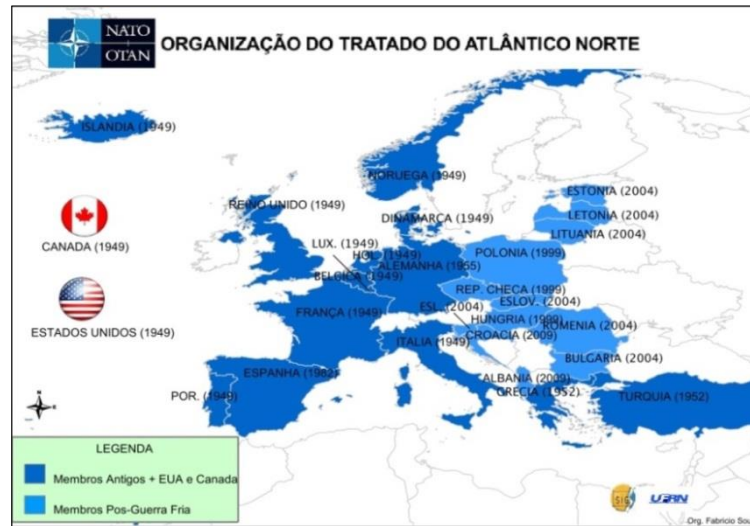 NATO
OTAN
ORGANIZAÇÃO DO TRATADO DO ATLÂNTICO NORTE
ISLANDIA (1949)
NORUEGA (1949)
ESTONIA (2004)
REINO UNIDO (1949)
DINAMARCA (1949)
LETONIA (2004)
LITUANIA (2004)
CANADA (1949)
LUX. (1949)
HOL. (1949)
POLONIA (1999)
ALEMANHA (1955)
BELGICA (1949)
REP. CHECA (1999)
ESL. (2004)
ESLOV. (2004)
FRANÇA (1949)
HUNGRIA (1999)
ROMENIA (2004)
ESTADOS UNIDOS (1949)
CROACIA (2009)
ITALIA (1949)
BULGARIA (2004)
ESPANHA (1982)
ALBANIA (2009)
POR. (1949)
GRECIA (1952)
TURQUIA (1952)
N
LEGENDA
Membros Antigos + EUA e Canada
Membros Pos-Guerra Fria
UFRN
Org. Fabricio Sou